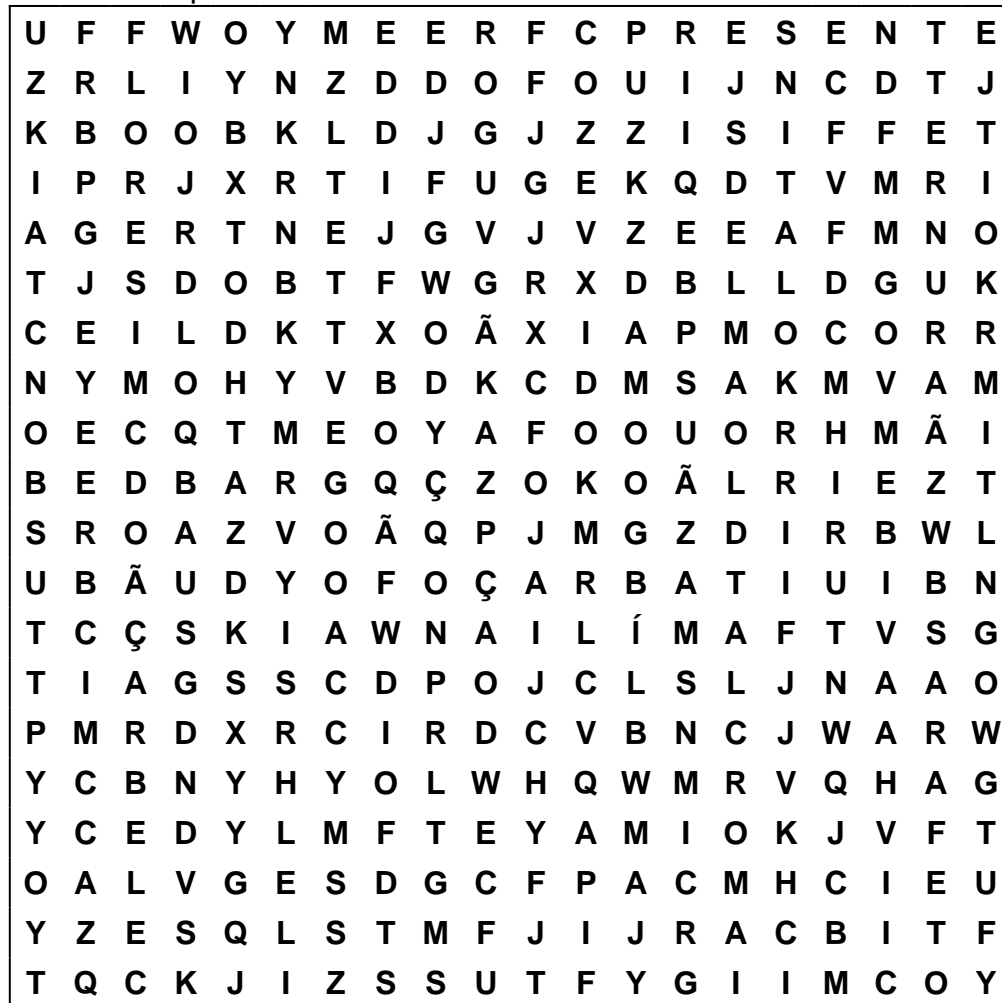 U F F W O Y M E E R F C P R E S E N T E
Z R L I Y N Z D D O F O U I J N C D T J
K B O O B K L D J G J Z Z I S I F F E T
I P R J X R T I F U G E K Q D T V M R I
A G E R T N E J G V J V Z E E A F M N O
T J S D O B T F W G R X D B L L D G U K
C E I L D K T X O Ã X I A P M O C O R R
N Y M O H Y V B D K C D M S A K M V A M
O E C Q T M E O Y A F O O U O R H M Ã I
B E D B A R G Q Ç Z O K O Ã L R I E Z T
S R O A Z V O Ã Q P J M G Z D I R B W L
U B Ã U D Y O F O Ç A R B A T I U I B N
T C Ç S K I A W N A I L Í M A F T V S G
T I A G S S C D P O J C L S L J N A A O
P M R D X R C I R D C V B N C J W A R W
Y C B N Y H Y O L W H Q W M R V Q H A G
Y C E D Y L M F T E Y A M I O K J V F T
O A L V G E S D G C F P A C M H C I E U
Y Z E S Q L S T M F J I J R A C B I T F
T Q C K J I Z S S U T F Y G I I M C O Y